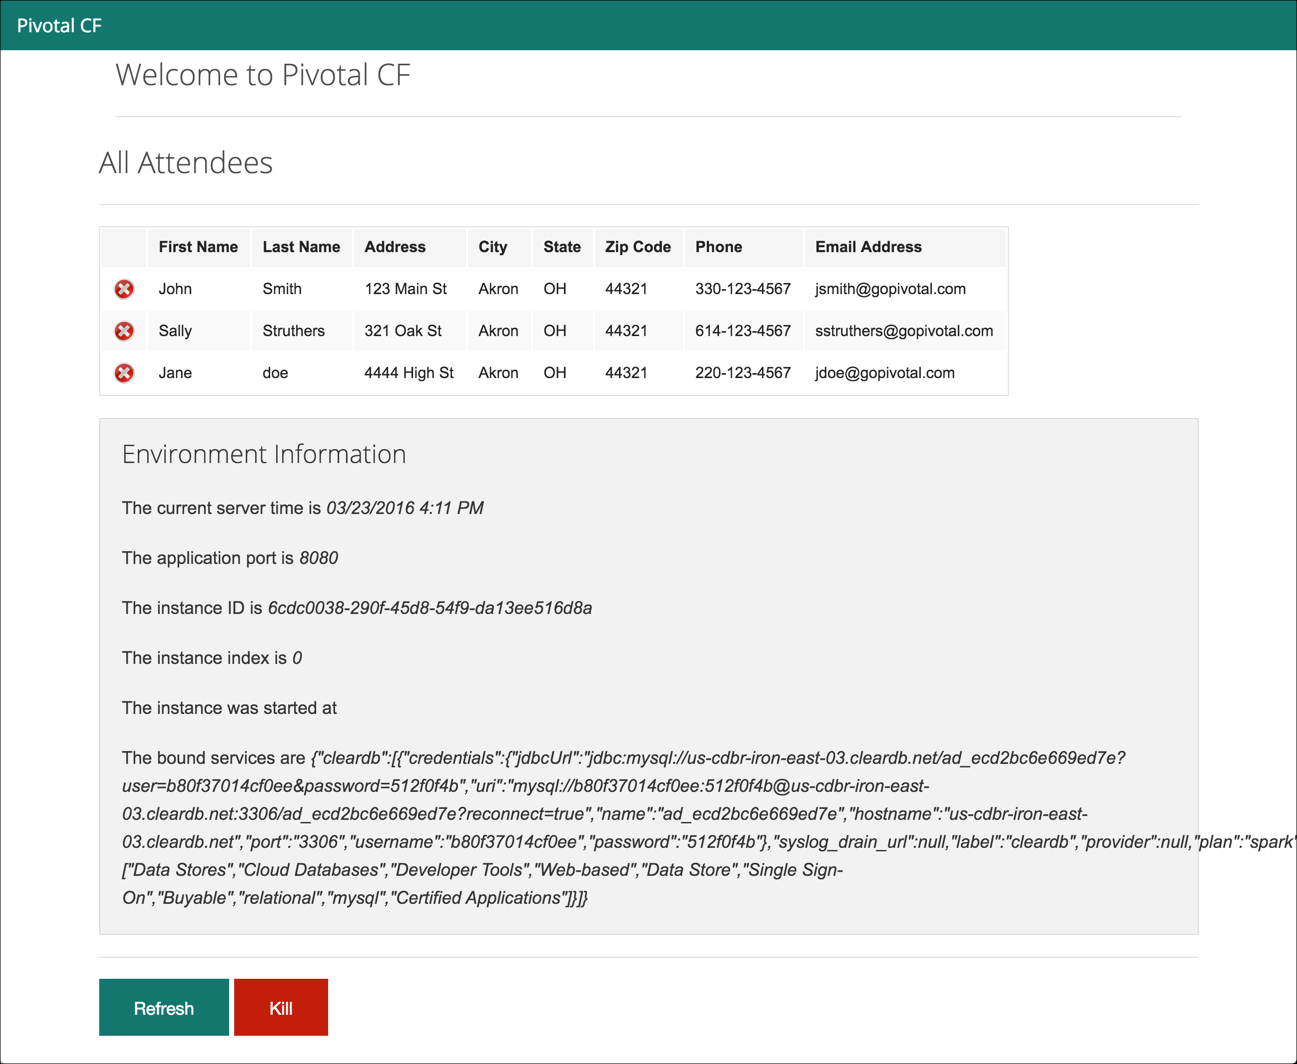 Pivotal CF
Welcome to Pivotal CF
All Attendees
First Name Last Name Address City State Zip Code Phone Email Address
John Smith 123 Main St Akron OH 44321 330-123-4567 jsmith@gopivotal.com
Sally Struthers 321 Oak St Akron OH 44321 614-123-4567 sstruthers@gopivotal.com
Jane doe 4444 High St Akron OH 44321 220-123-4567 jdoe@gopivotal.com
Environment Information
The current server time is 03/23/2016 4:11 PM
The application port is 8080
The instance ID is 6cdc0038-290f-45d8-54f9-da13ee516d8a
The instance index is 0
The instance was started at
The bound services are {"cleardb":[{"credentials":{"jdbcUrl":"jdbc:mysql://us-cdbr-iron-east-03.cleardb.net/ad_ecd2bc6e669ed7e?
user=b80f37014cf0ee&password=512f0f4b","uri":"mysql://b80f37014cf0ee:512f0f4b@us-cdbr-iron-east-
03.cleardb.net:3306/ad_ecd2bc6e669ed7e?reconnect=true","name":"ad_ecd2bc6e669ed7e","hostname":"us-cdbr-iron-east-
03.cleardb.net","port":"3306","username":"b80f37014cf0ee","password":"512f0f4b"},"syslog_drain_url":null,"label":"cleardb","provider":null,"plan":"spark"
["Data Stores","Cloud Databases","Developer Tools","Web-based","Data Store","Single Sign-
On","Buyable","relational","mysql","Certified Applications"]}]}
Refresh Kill